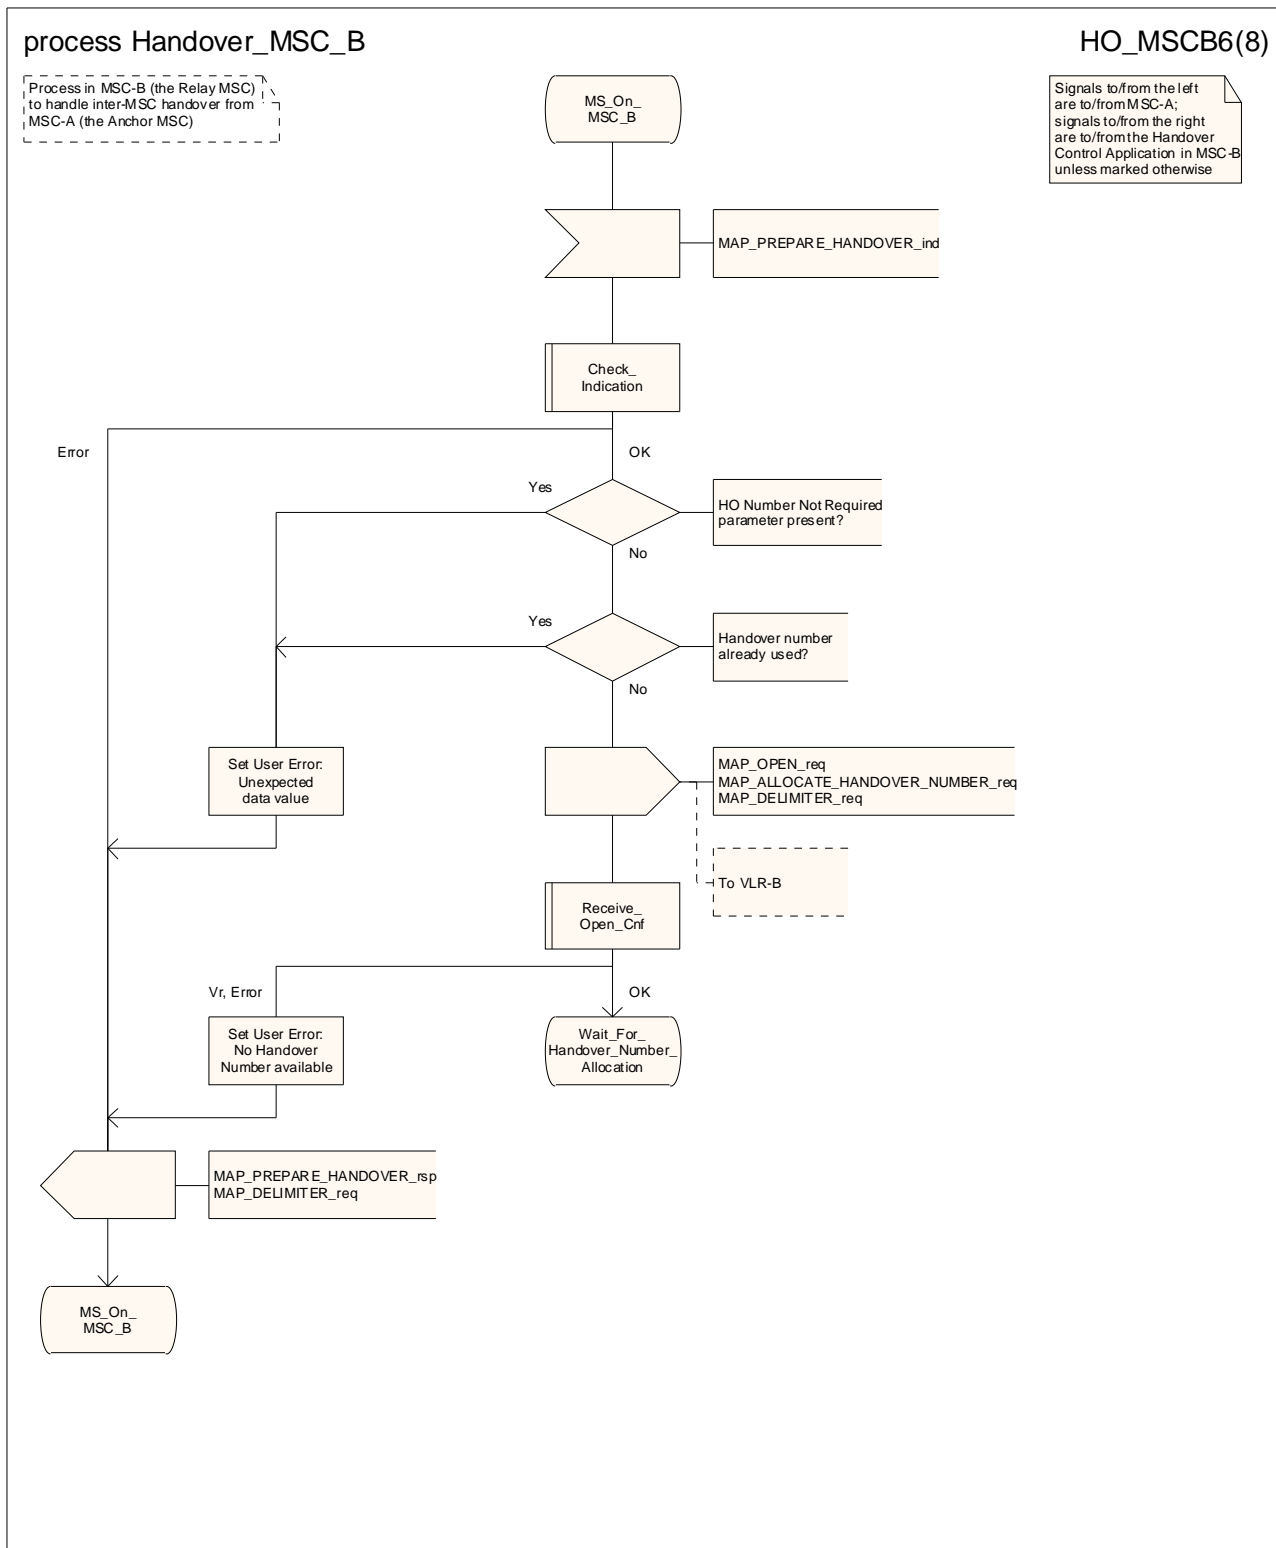 process Handover_MSC_B
HO_MSCB6(8)
Process in MSC-B (the Relay MSC)
to handle inter-MSC handover from
MSC-A (the Anchor MSC)
MS_On_
MSC_B
Signals to/from the left
are to/from MSC-A;
signals to/from the right
are to/from the Handover
Control Application in MSC-B
unless marked otherwise
MAP_PREPARE_HANDOVER_ind
Check_
Indication
Error
OK
Yes
HO Number Not Required
parameter present?
No
Yes
Handover number
already used?
No
Set User Error:
Unexpected
data value
MAP_OPEN_req
MAP_ALLOCATE_HANDOVER_NUMBER_req
MAP_DELIMITER_req
To VLR-B
Receive_
Open_Cnf
Vr, Error
OK
Set User Error:
No Handover
Number available
Wait_For_
Handover_Number_
Allocation
MAP_PREPARE_HANDOVER_rsp
MAP_DELIMITER_req
MS_On_
MSC_B